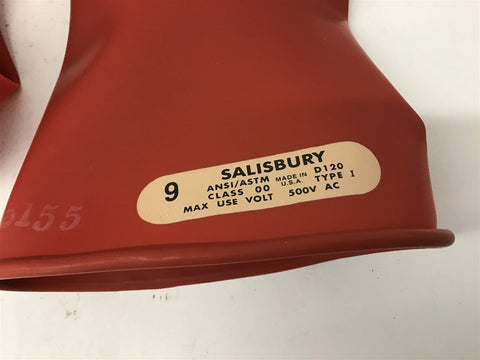 SALISBURY
9 ANSI/ASTM MADE IN D120
CLASS 00 U.S.A. TYPE I
MAX USE VOLT 500V AC